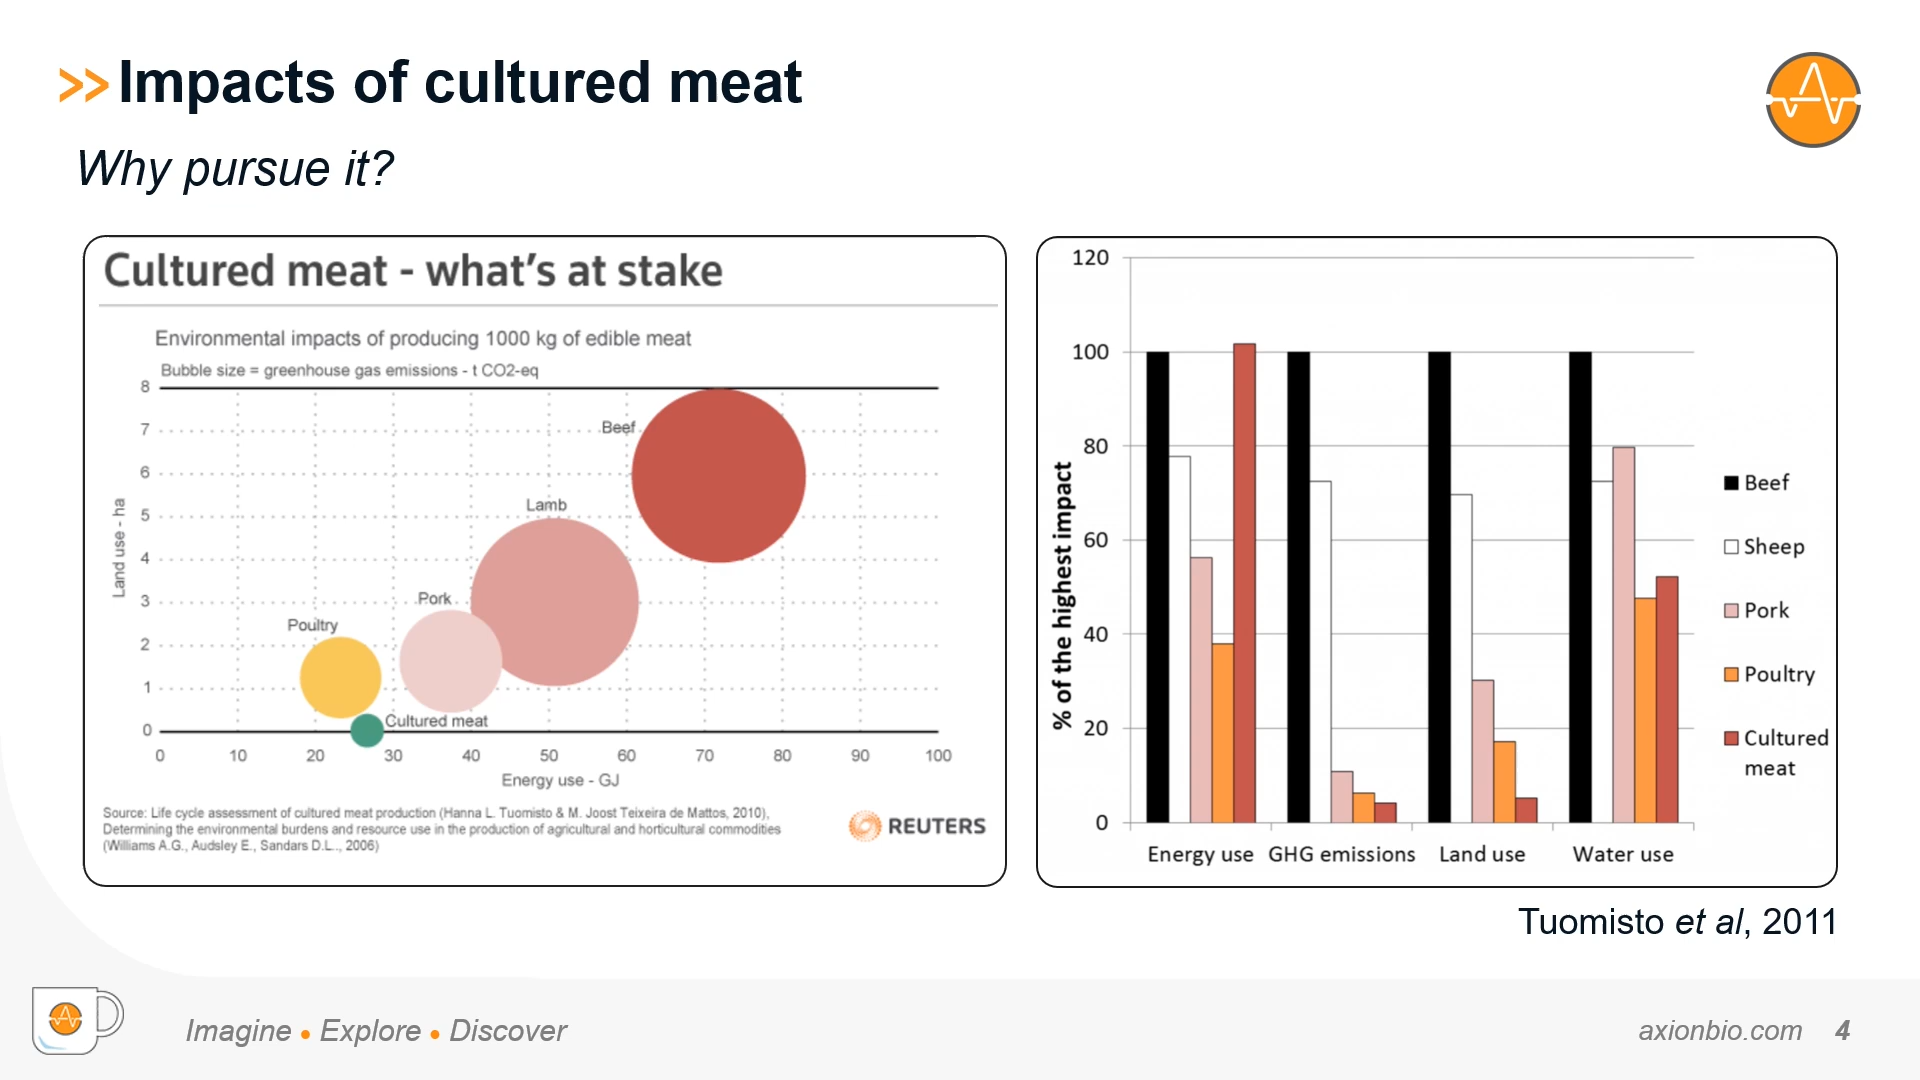 >> Impacts of cultured meat
Why pursue it?
Cultured meat - what's at stake
Environmental impacts of producing 1000 kg of edible meat
Bubble size = greenhouse gas emissions - t CO2-eq
8
7
6
5
4
3
2
1
0
Land use - ha
Beef
Lamb
Pork
Poultry
Cultured meat
0 10 20 30 40 50 60 70 80 90 100
Energy use - GJ
Source: Life cycle assessment of cultured meat production (Hanna L. Tuomisto & M. Joost Teixeira de Mattos, 2010),
Determining the environmental burdens and resource use in the production of agricultural and horticultural commodities
(Williams A.G., Audsley E., Sandars D.L.., 2006)
REUTERS
120
100
80
60
40
20
0
% of the highest impact
Energy use GHG emissions Land use Water use
Beef
Sheep
Pork
Poultry
Cultured
meat
Tuomisto et al, 2011
Imagine • Explore • Discover
axionbio.com 4